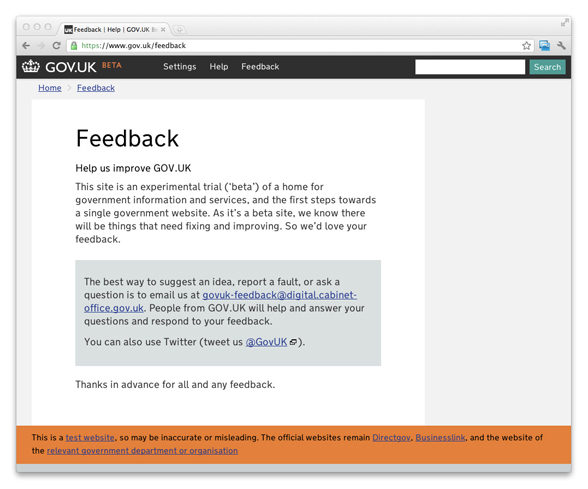 Feedback | Help | GOV.UK
https://www.gov.uk/feedback
GOV.UK BETA Settings Help Feedback Search
Home Feedback
Feedback
Help us improve GOV.UK
This site is an experimental trial (‘beta’) of a home for
government information and services, and the first steps towards
a single government website. As it’s a beta site, we know there
will be things that need fixing and improving. So we’d love your
feedback.
The best way to suggest an idea, report a fault, or ask a
question is to email us at govuk-feedback@digital.cabinet-
office.gov.uk. People from GOV.UK will help and answer your
questions and respond to your feedback.
You can also use Twitter (tweet us @GovUK ).
Thanks in advance for all and any feedback.
This is a test website, so may be inaccurate or misleading. The official websites remain Directgov, Businesslink, and the website of
the relevant government department or organisation